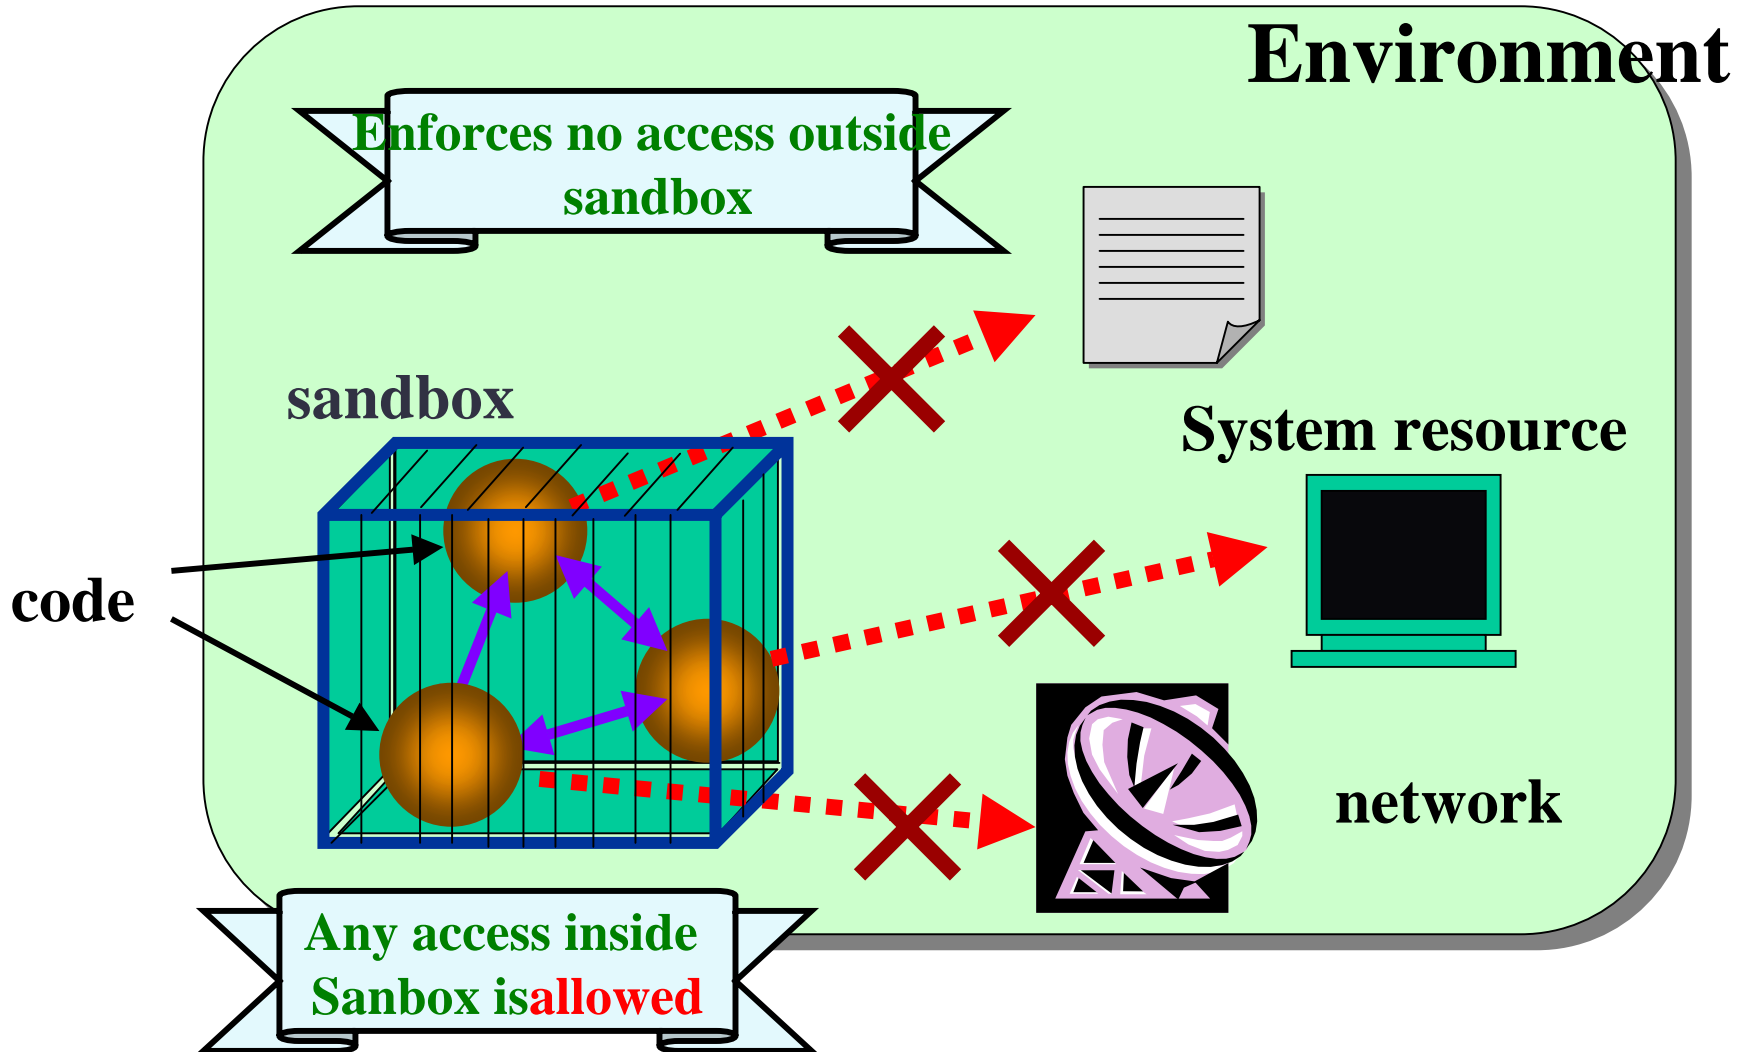 Environment
Enforces no access outside
sandbox
sandbox
System resource
code
network
Any access inside
Sanbox isallowed